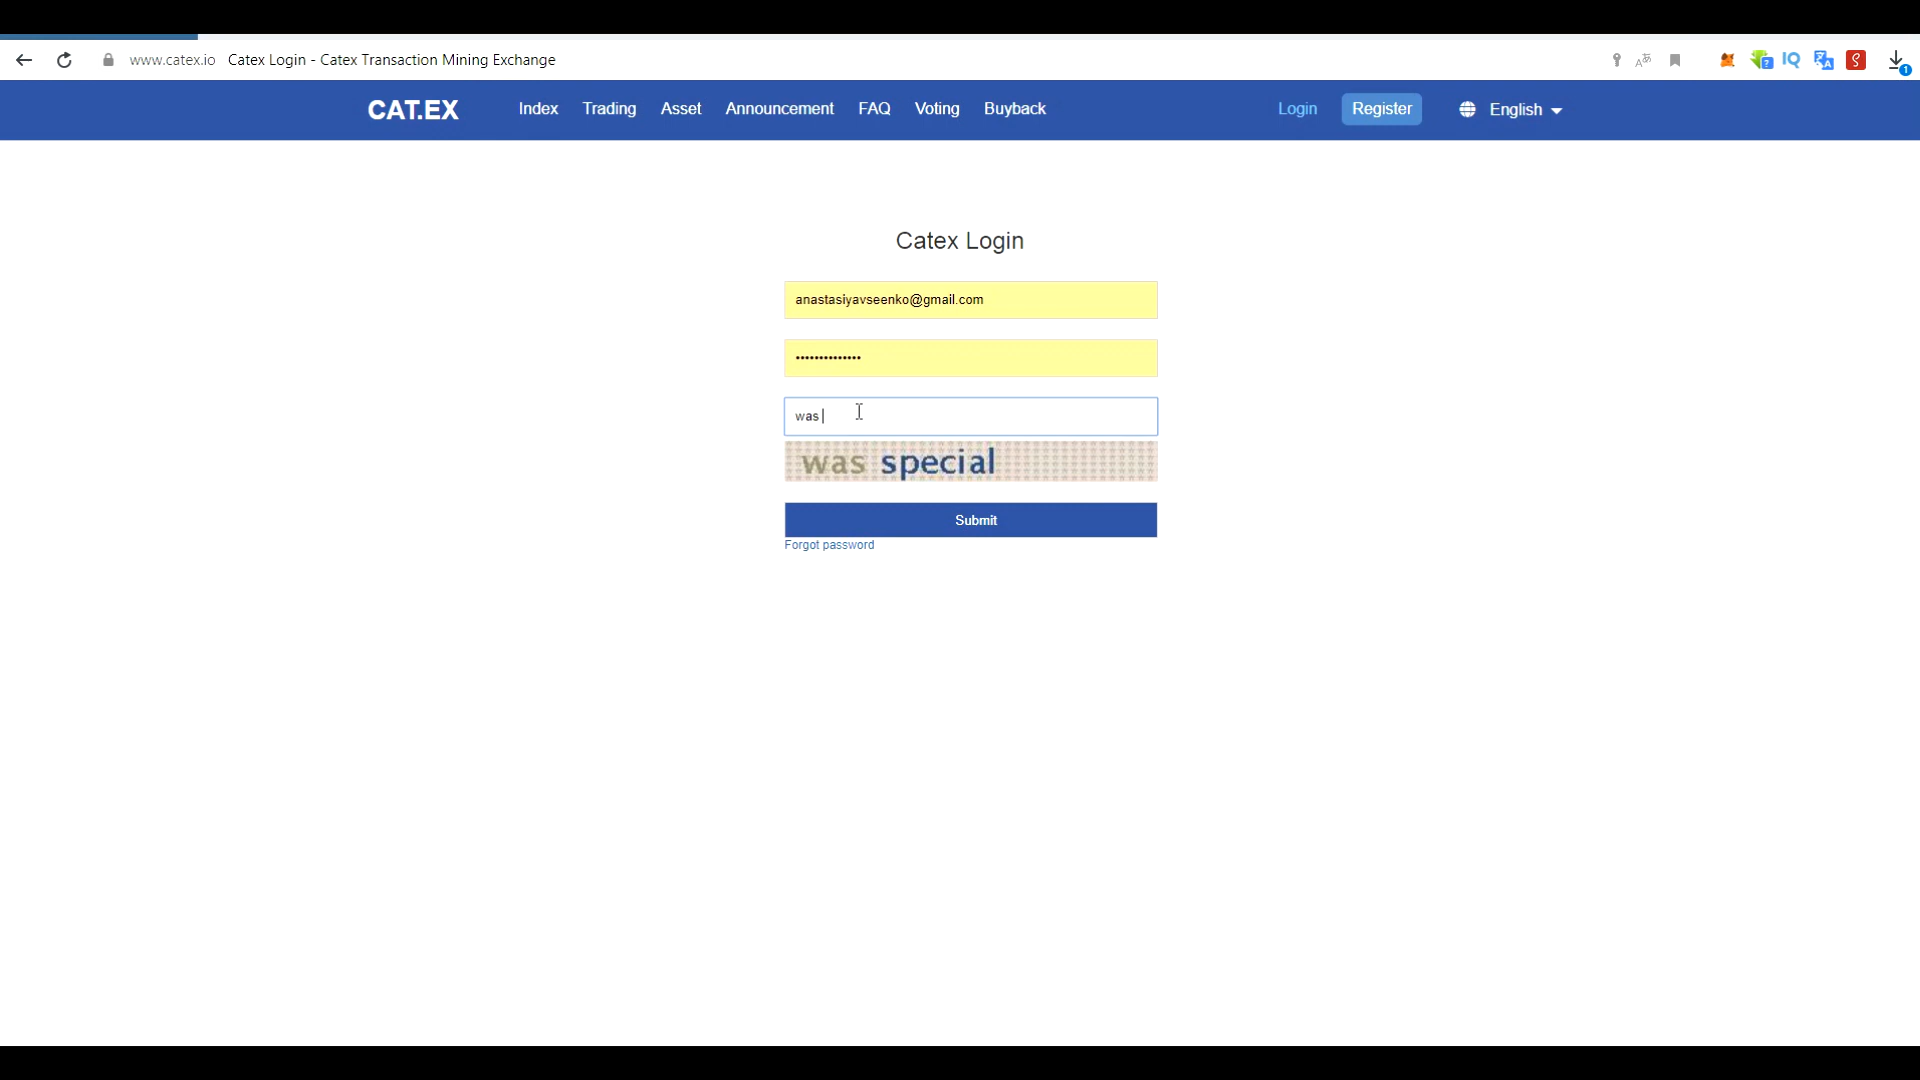 www.catex.io Catex Login - Catex Transaction Mining Exchange
IQ
1
CAT.EX Index Trading Asset Announcement FAQ Voting Buyback Login Register English
Catex Login
anastasiyavseenko@gmail.com
••••••••••••••
was
was special
Submit
Forgot password